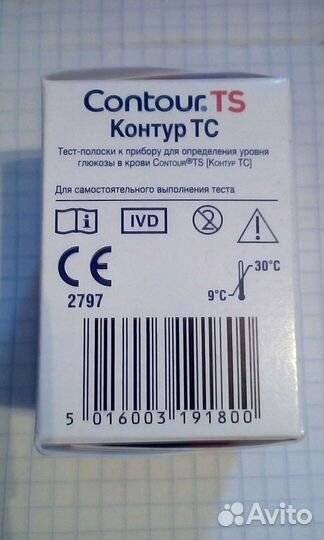 Contour® TS
Контур ТС
Тест-полоски к прибору для определения уровня
глюкозы в крови CONTOUR®TS [КОНТУР ТС]
Для самостоятельного выполнения теста
i IVD 2
CE
2797
30°C
9°C
5 016003 191800
Avito